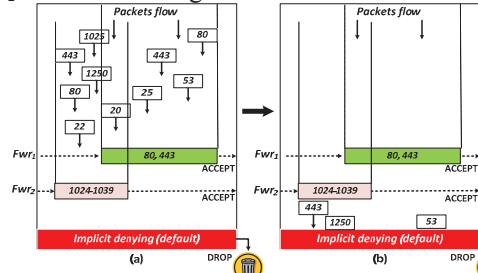 Packets flow
1025
80
443
1250
80
53
25
20
22
Fwr1
80, 443
ACCEPT
Fwr2
1024-1039
ACCEPT
Implicit denying (default)
(a)
DROP
Packets flow
Fwr1
80, 443
ACCEPT
Fwr2
1024-1039
ACCEPT
443
1250
53
Implicit denying (default)
(b)
DROP